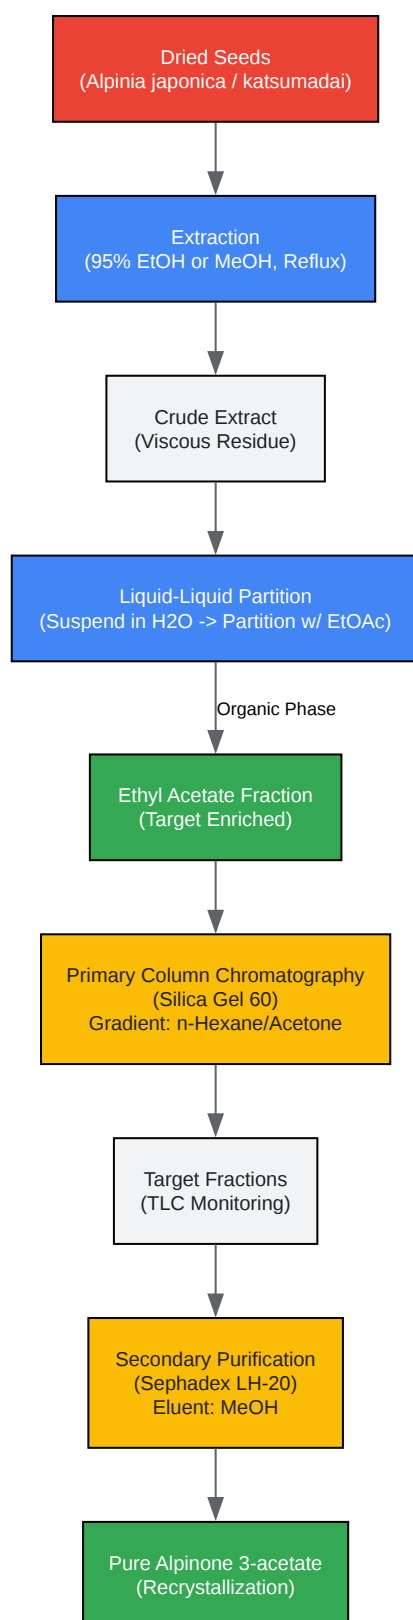 Dried Seeds
(Alpinia japonica / katsumadai)
Extraction
(95% EtOH or MeOH, Reflux)
Crude Extract
(Viscous Residue)
Liquid-Liquid Partition
(Suspend in H2O -> Partition w/ EtOAc)
Organic Phase
Ethyl Acetate Fraction
(Target Enriched)
Primary Column Chromatography
(Silica Gel 60)
Gradient: n-Hexane/Acetone
Target Fractions
(TLC Monitoring)
Secondary Purification
(Sephadex LH-20)
Eluent: MeOH
Pure Alpinone 3-acetate
(Recrystallization)